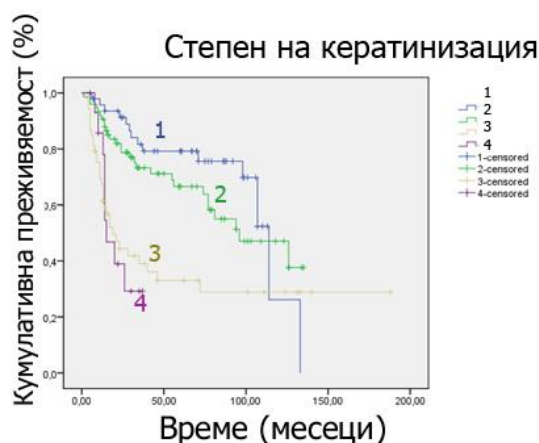 Степен на кератинизация
Кумулативна преживяемост (%)
1,0
0,8
0,6
0,4
0,2
0,0
0,00
50,00
100,00
150,00
200,00
Време (месеци)
1
2
3
4
1
2
3
4
1-censored
2-censored
3-censored
4-censored